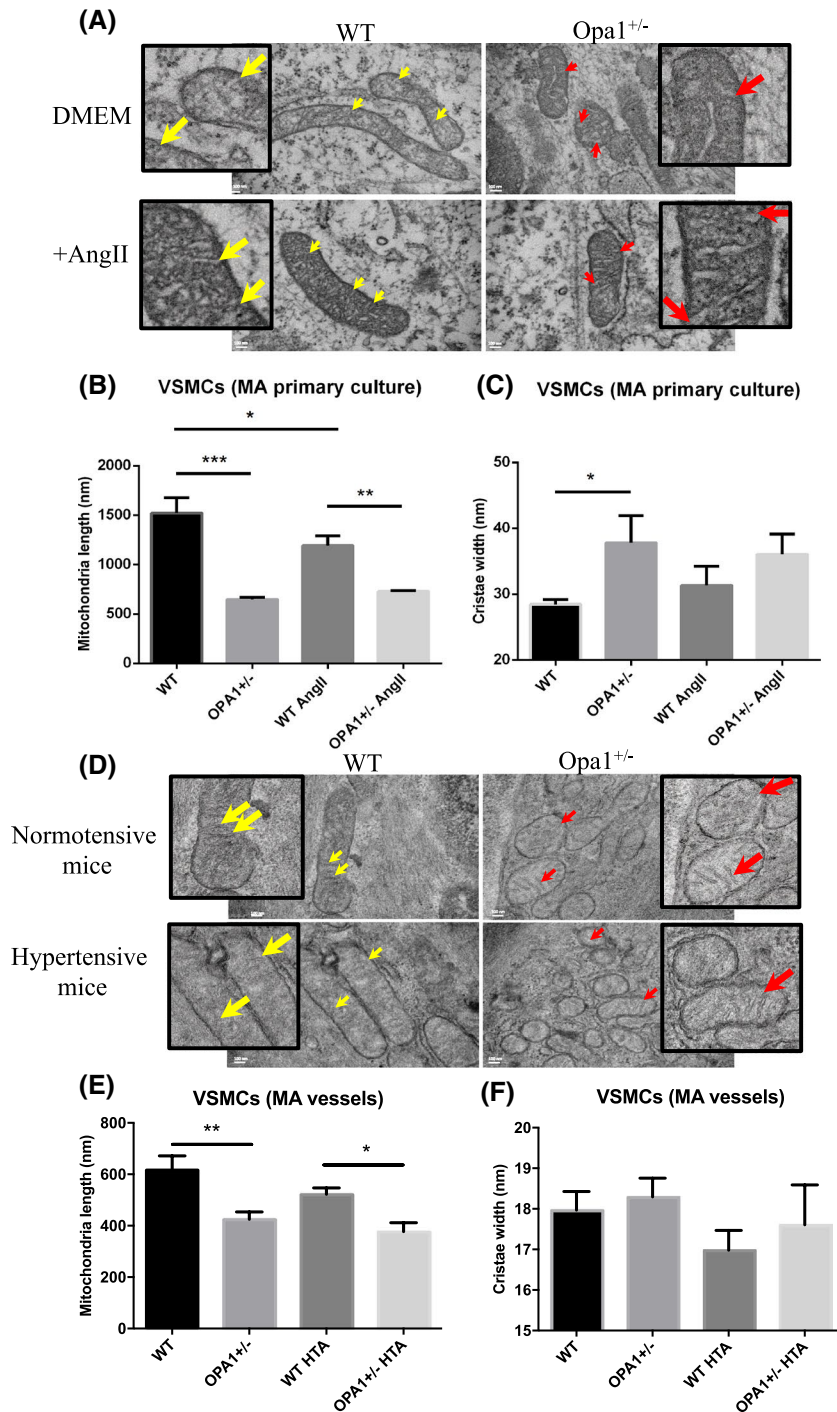 (A)
WT
Opa1+/-
DMEM
+AngII
(B)
VSMCs (MA primary culture)
*
***
**
Mitochondria length (nm)
2000
1500
1000
500
0
WT
OPA1+/-
WT AngII
OPA1+/- AngII
(C)
VSMCs (MA primary culture)
*
Cristae width (nm)
50
40
30
20
WT
OPA1+/-
WT AngII
OPA1+/- AngII
(D)
WT
Opa1+/-
Normotensive
mice
Hypertensive
mice
(E)
VSMCs (MA vessels)
**
*
Mitochondria length (nm)
800
600
400
200
0
WT
OPA1+/-
WT HTA
OPA1+/- HTA
(F)
VSMCs (MA vessels)
Cristae width (nm)
20
19
18
17
16
15
WT
OPA1+/-
WT HTA
OPA1+/- HTA